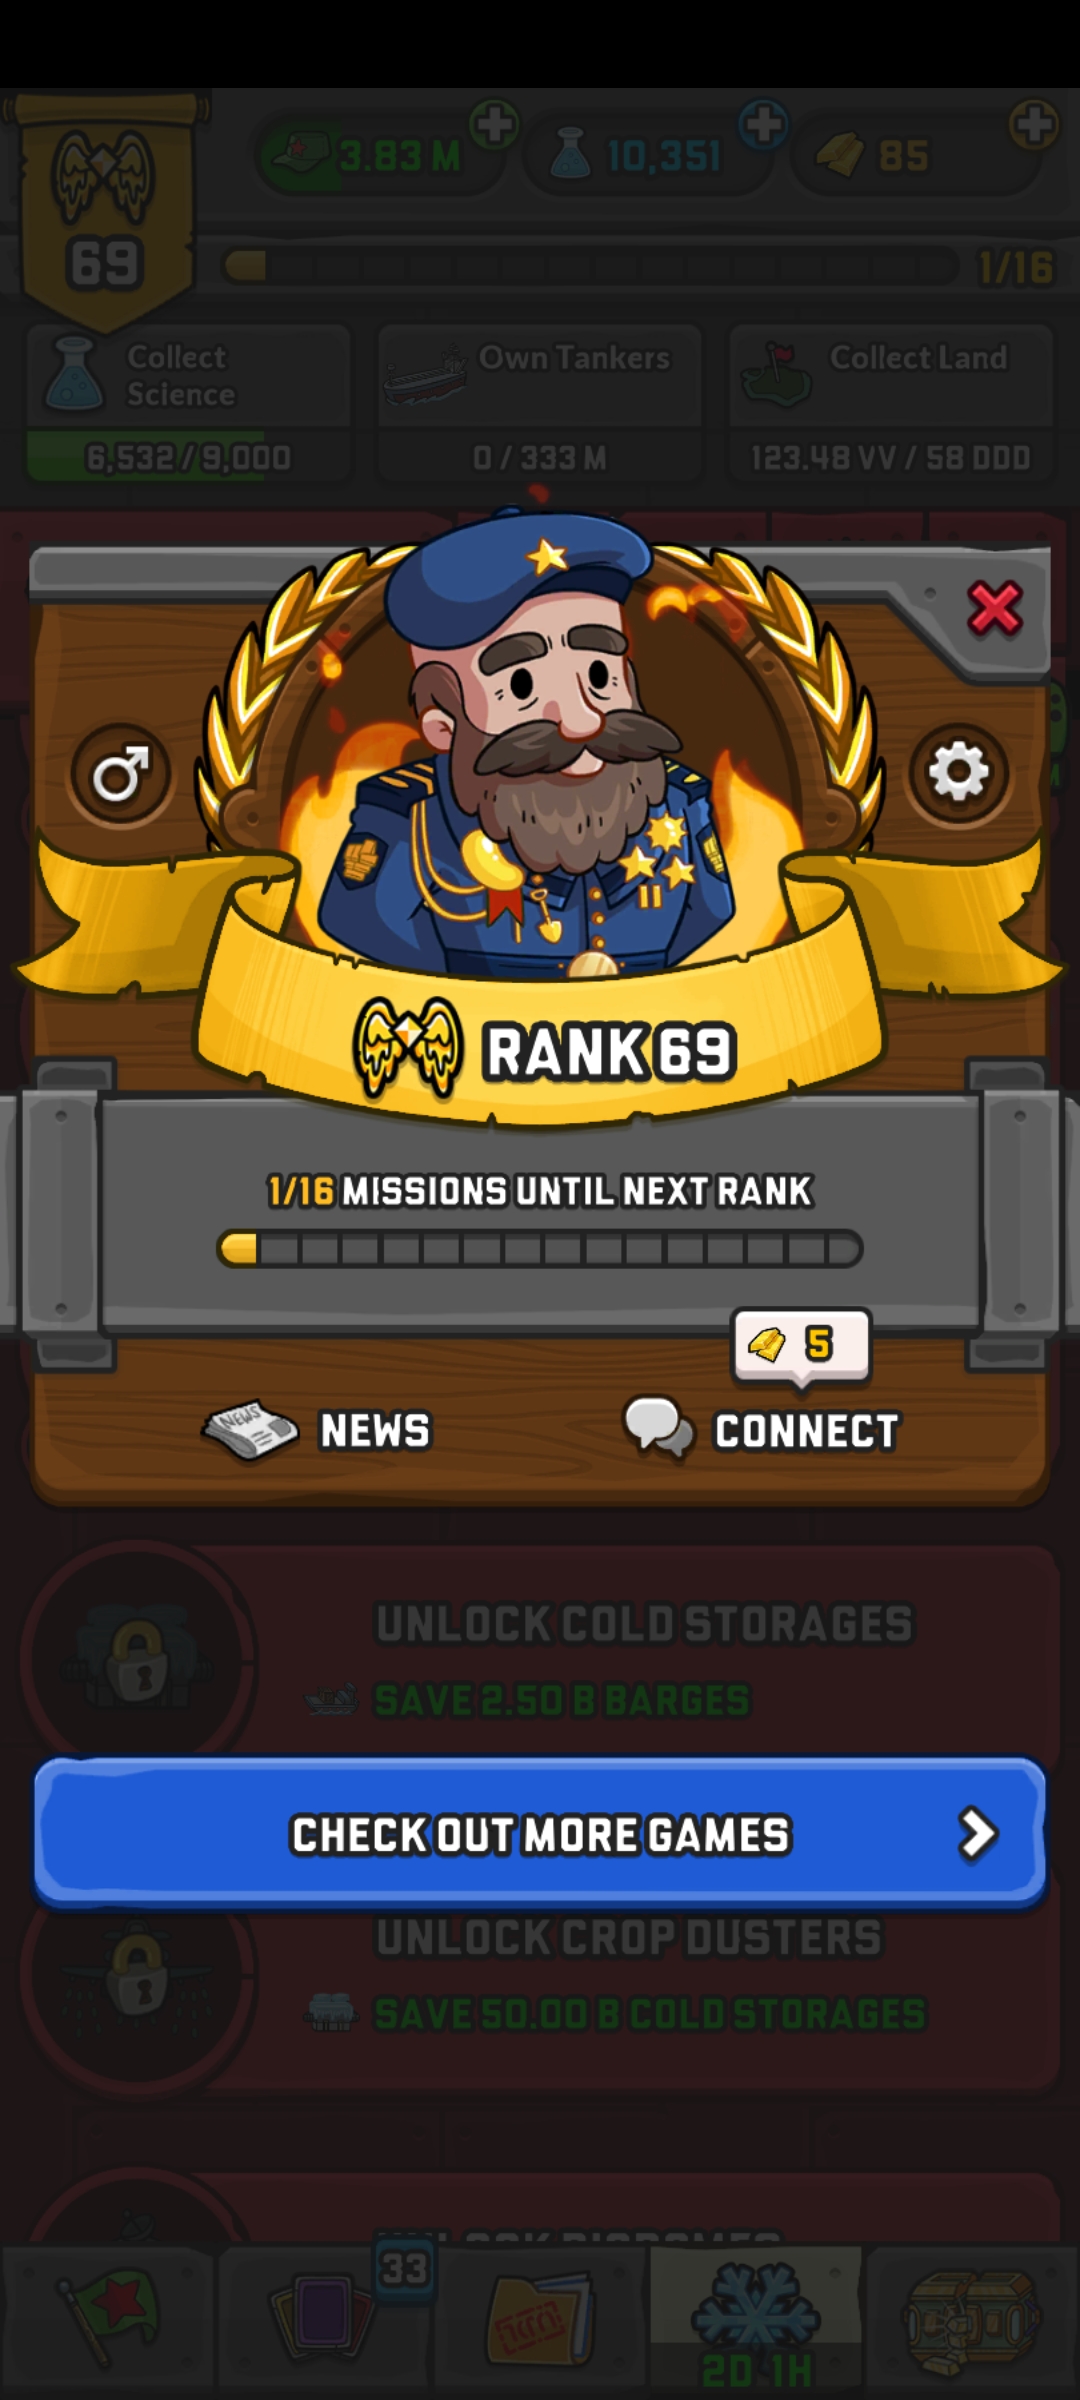 3.83 M
10,351
85
69
1/16
Collect
Science
Own Tankers
Collect Land
6,532 / 9,000
0 / 333 M
123.48 VV / 58 DDD
RANK 69
1/16 MISSIONS UNTIL NEXT RANK
5
NEWS
NEWS
CONNECT
UNLOCK COLD STORAGES
SAVE 2.50 B BARGES
CHECK OUT MORE GAMES
UNLOCK CROP DUSTERS
SAVE 50.00 B COLD STORAGES
33
2D 1H